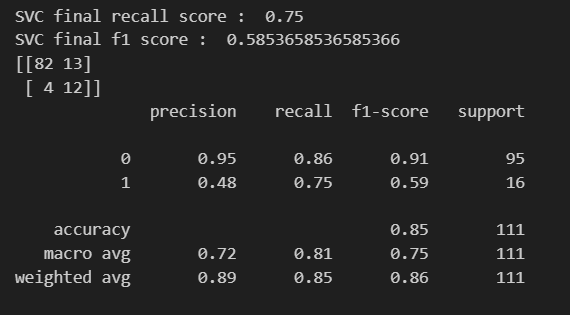 SVC final recall score :  0.75
SVC final f1 score :  0.5853658536585366
[[82 13]
 [ 4 12]]
              precision    recall  f1-score   support

           0       0.95      0.86      0.91        95
           1       0.48      0.75      0.59        16

    accuracy                           0.85       111
   macro avg       0.72      0.81      0.75       111
weighted avg       0.89      0.85      0.86       111